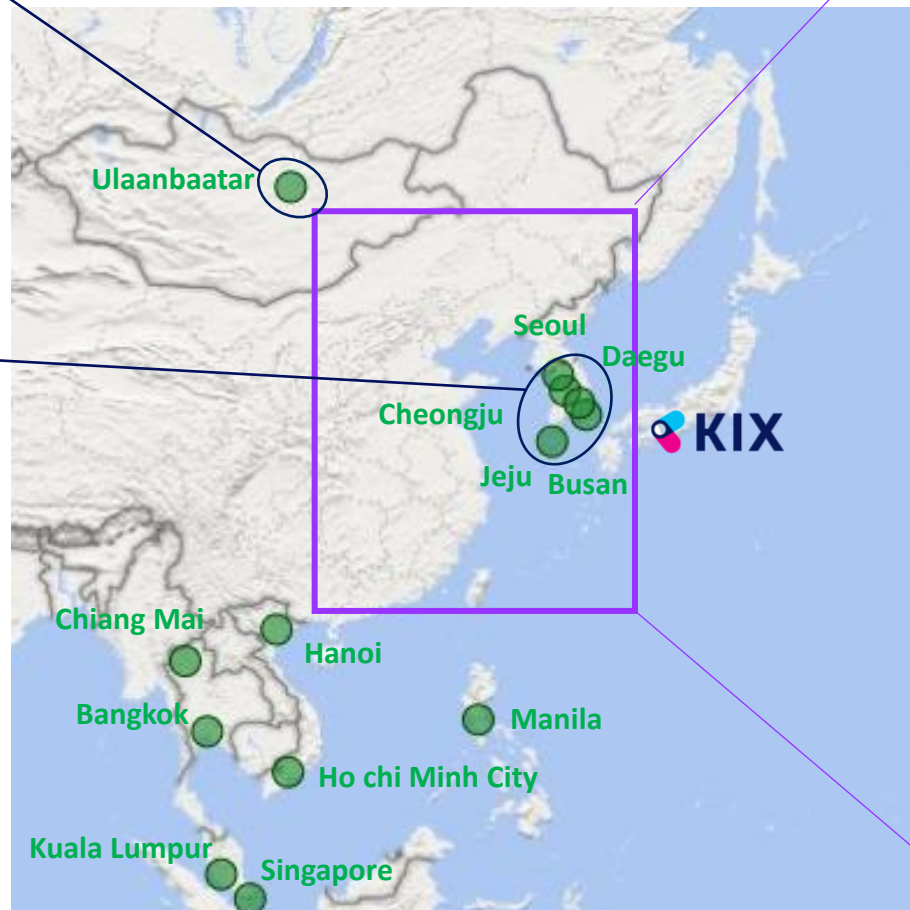 Ulaanbaatar
Seoul
Daegu
Cheongju
KIX
Jeju
Busan
Chiang Mai
Hanoi
Bangkok
Manila
Ho chi Minh City
Kuala Lumpur
Singapore